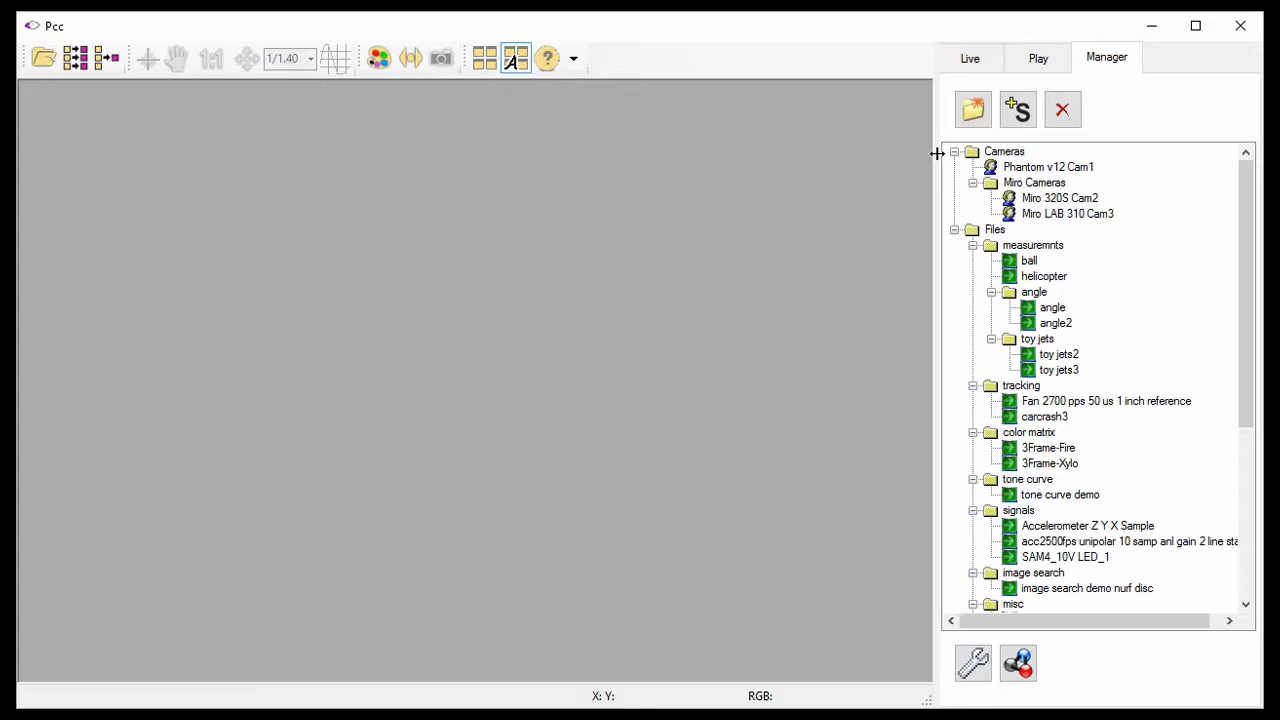 Pcc
1:1
1/1.40
A
?
Live
Play
Manager
S
Cameras
Phantom v12 Cam1
Miro Cameras
Miro 320S Cam2
Miro LAB 310 Cam3
Files
measuremnts
ball
helicopter
angle
angle
angle2
toy jets
toy jets2
toy jets3
tracking
Fan 2700 pps 50 us 1 inch reference
carcrash3
color matrix
3Frame-Fire
3Frame-Xylo
tone curve
tone curve demo
signals
Accelerometer Z Y X Sample
acc2500fps unipolar 10 samp anl gain 2 line sta
SAM4_10V LED_1
image search
image search demo nurf disc
misc
X: Y:
RGB: